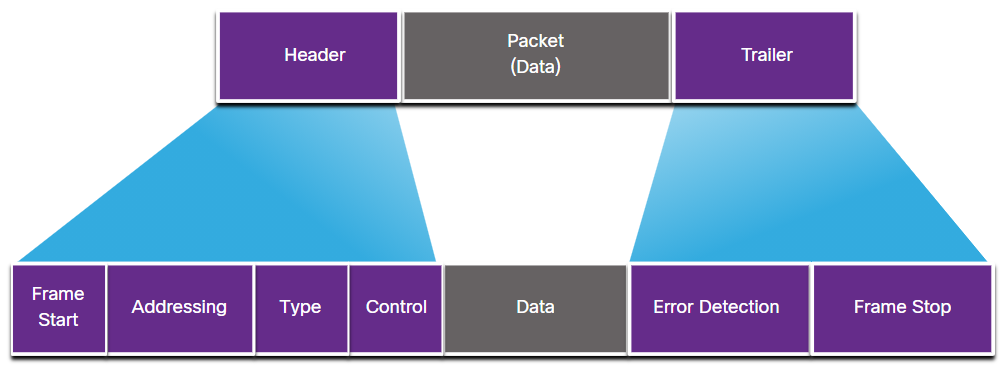 Header
Packet
(Data)
Trailer
Frame
Start
Addressing
Type
Control
Data
Error Detection
Frame Stop